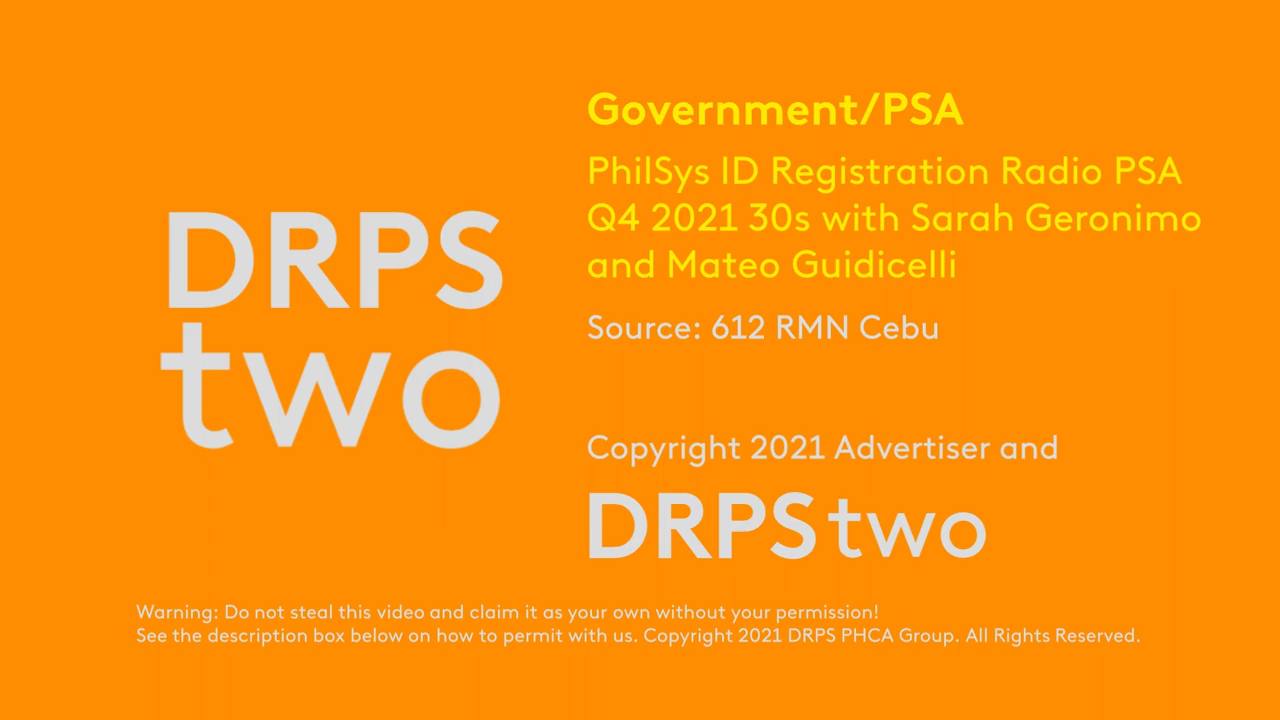 DRPS
two
Government/PSA
PhilSys ID Registration Radio PSA
Q4 2021 30s with Sarah Geronimo
and Mateo Guidicelli
Source: 612 RMN Cebu
Copyright 2021 Advertiser and
DRPS two
Warning: Do not steal this video and claim it as your own without your permission!
See the description box below on how to permit with us. Copyright 2021 DRPS PHCA Group. All Rights Reserved.